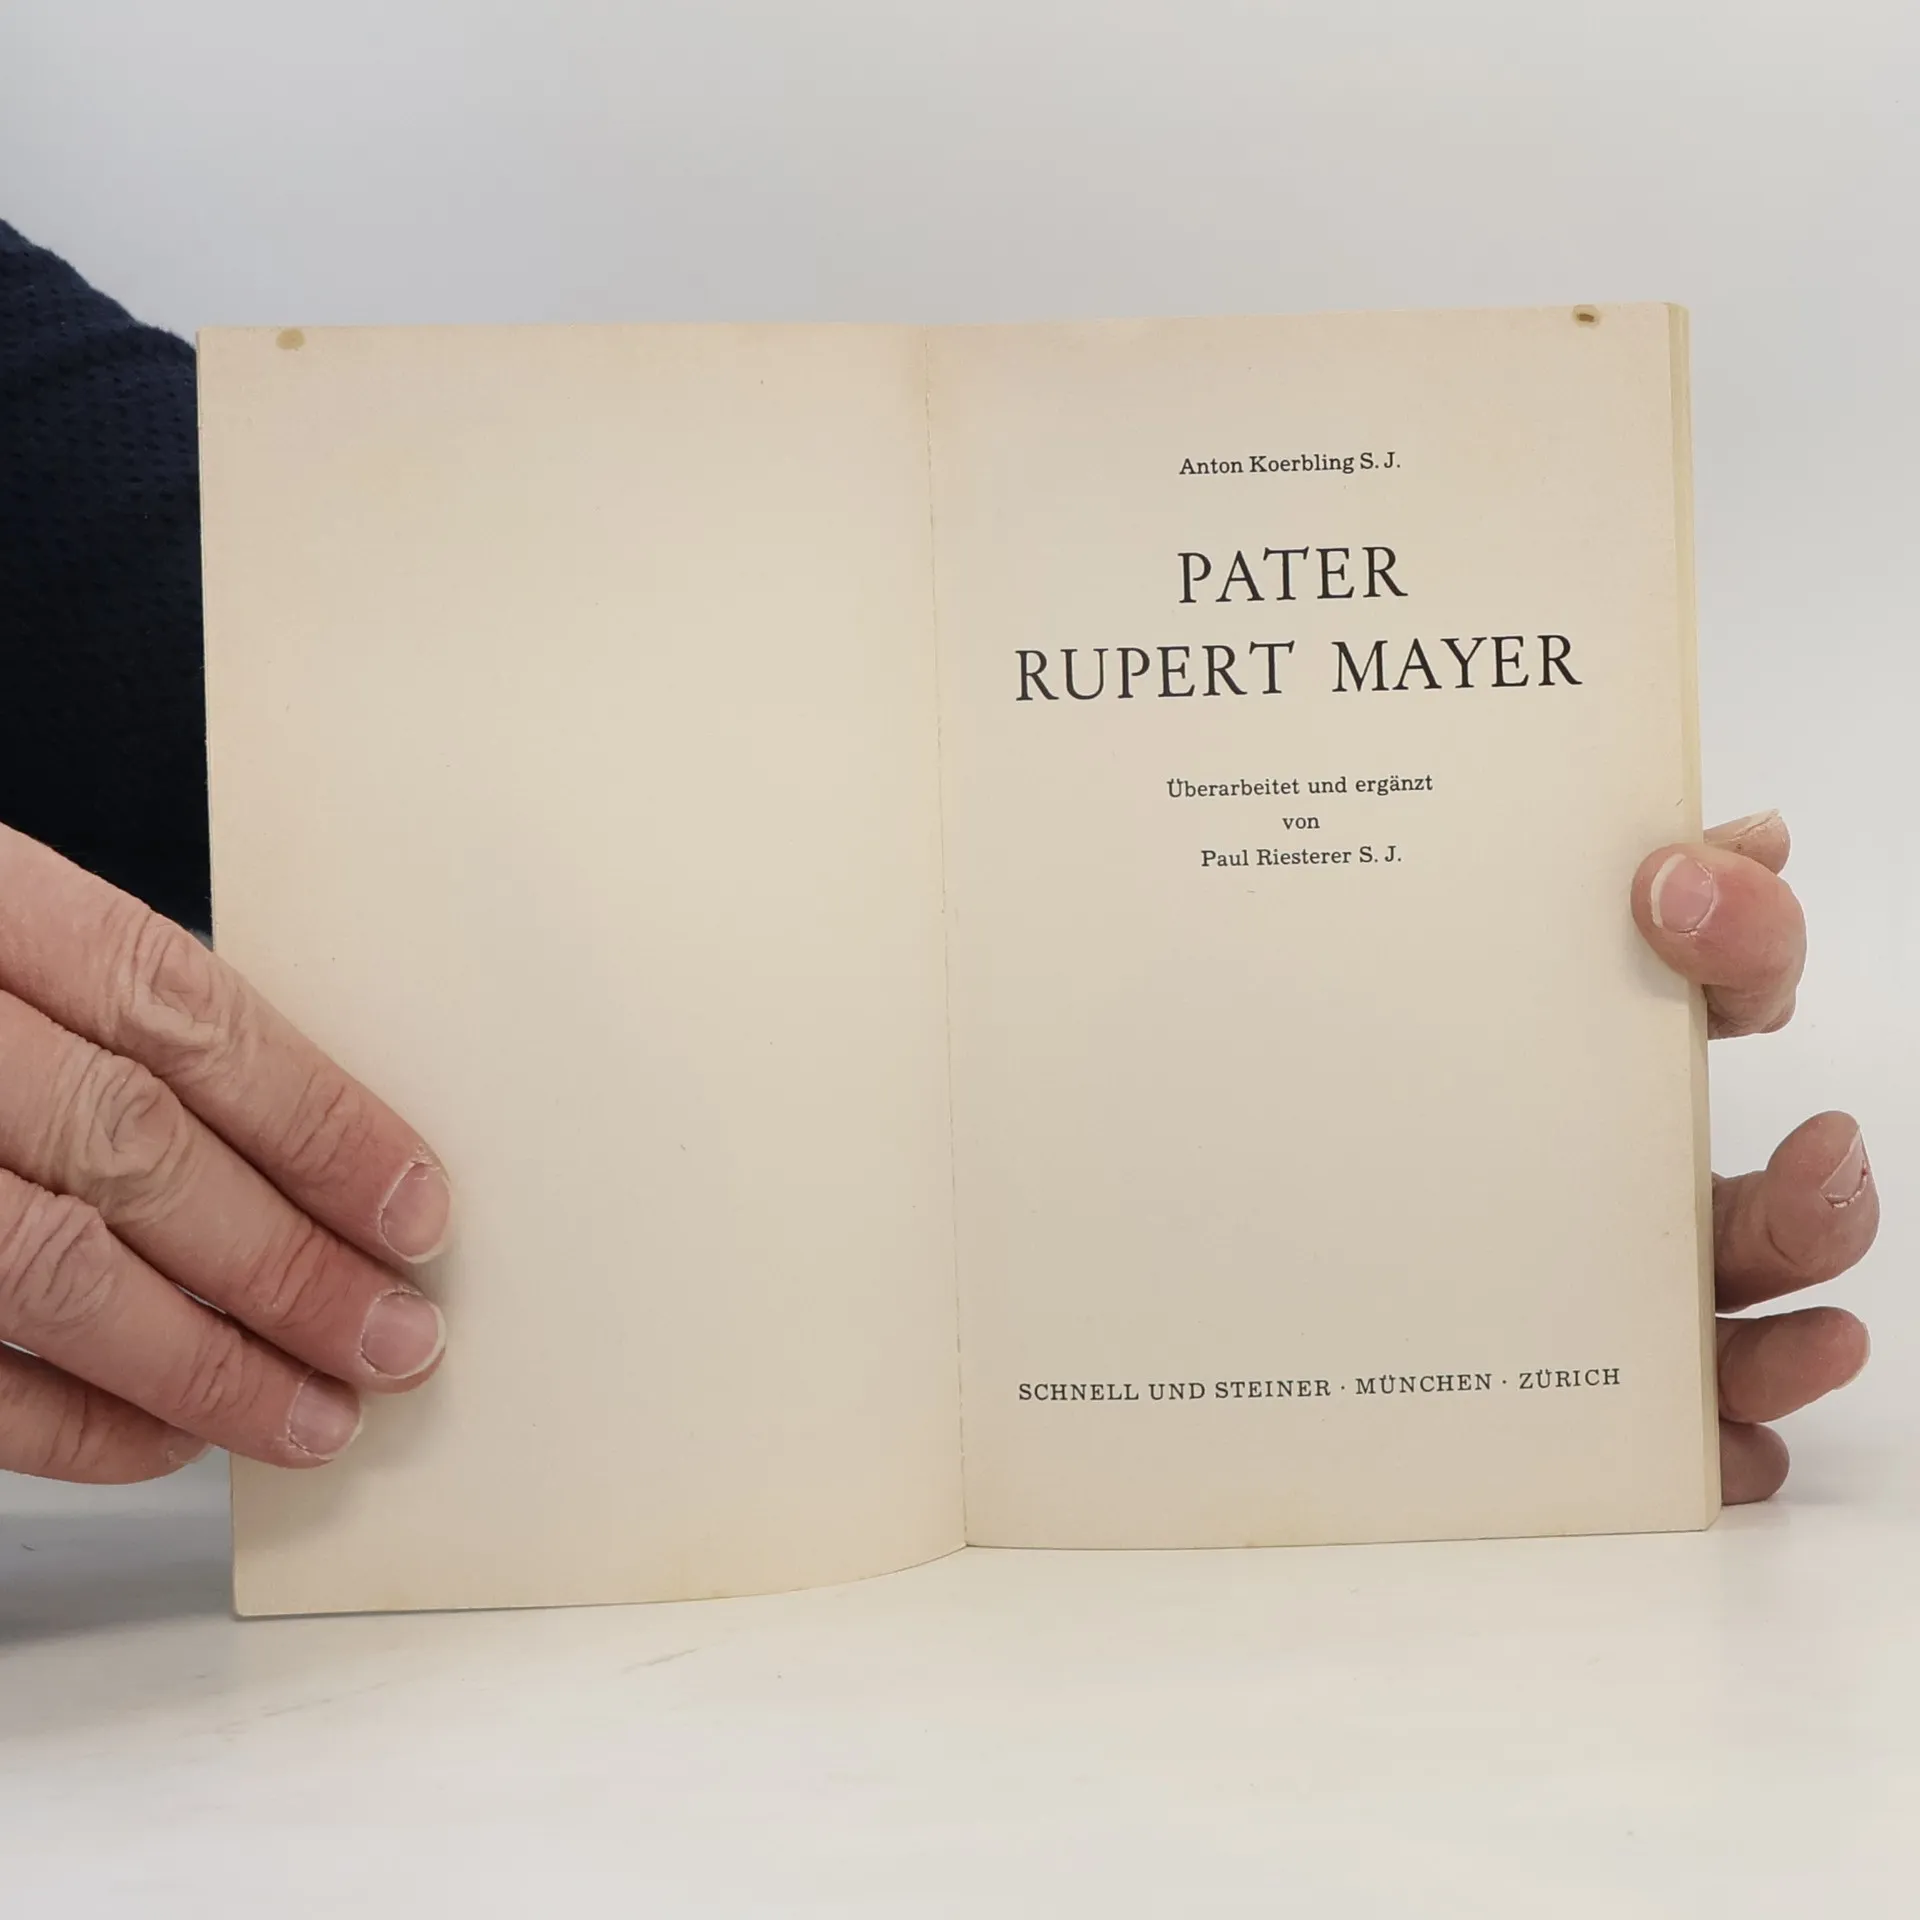 Anton Koerbling S. J.
PATER
RUPERT MAYER
Überarbeitet und ergänzt
von
Paul Riesterer S. J.
SCHNELL UND STEINER · MÜNCHEN · ZÜRICH